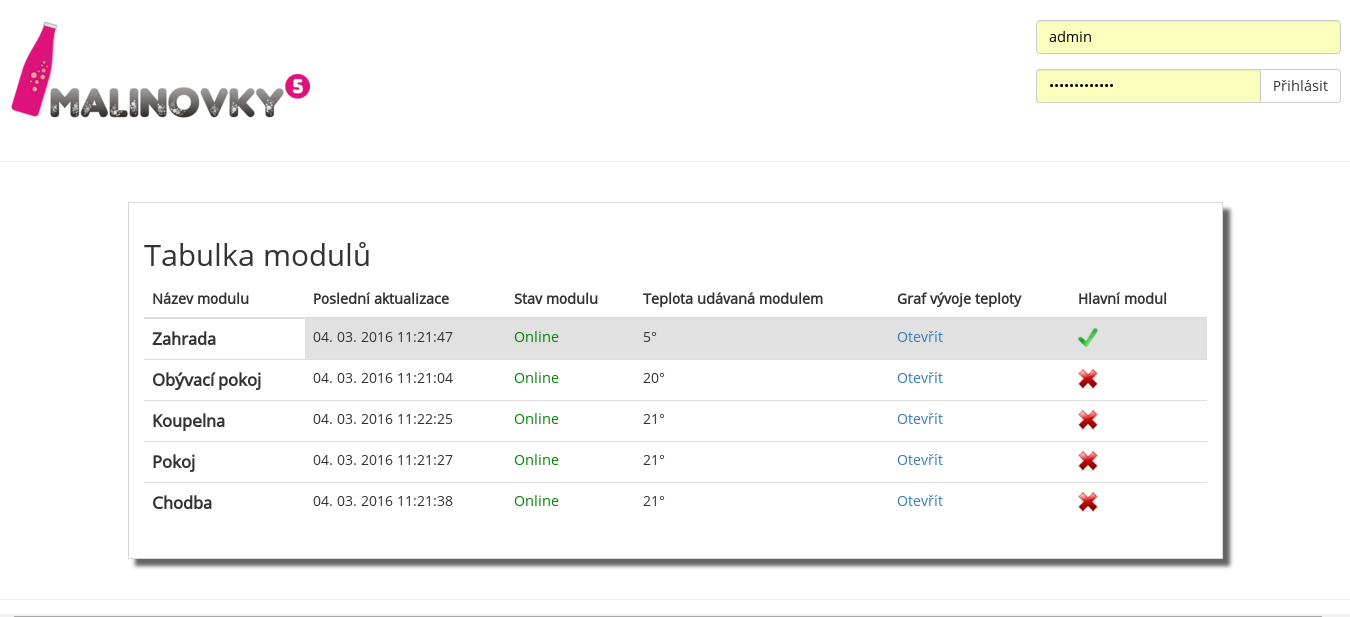 MALINOVKY 5
admin
••••••••••••• Přihlásit
Tabulka modulů
Název modulu Poslední aktualizace Stav modulu Teplota udávaná modulem Graf vývoje teploty Hlavní modul
Zahrada 04. 03. 2016 11:21:47 Online 5° Otevřít
Obývací pokoj 04. 03. 2016 11:21:04 Online 20° Otevřít
Koupelna 04. 03. 2016 11:22:25 Online 21° Otevřít
Pokoj 04. 03. 2016 11:21:27 Online 21° Otevřít
Chodba 04. 03. 2016 11:21:38 Online 21° Otevřít